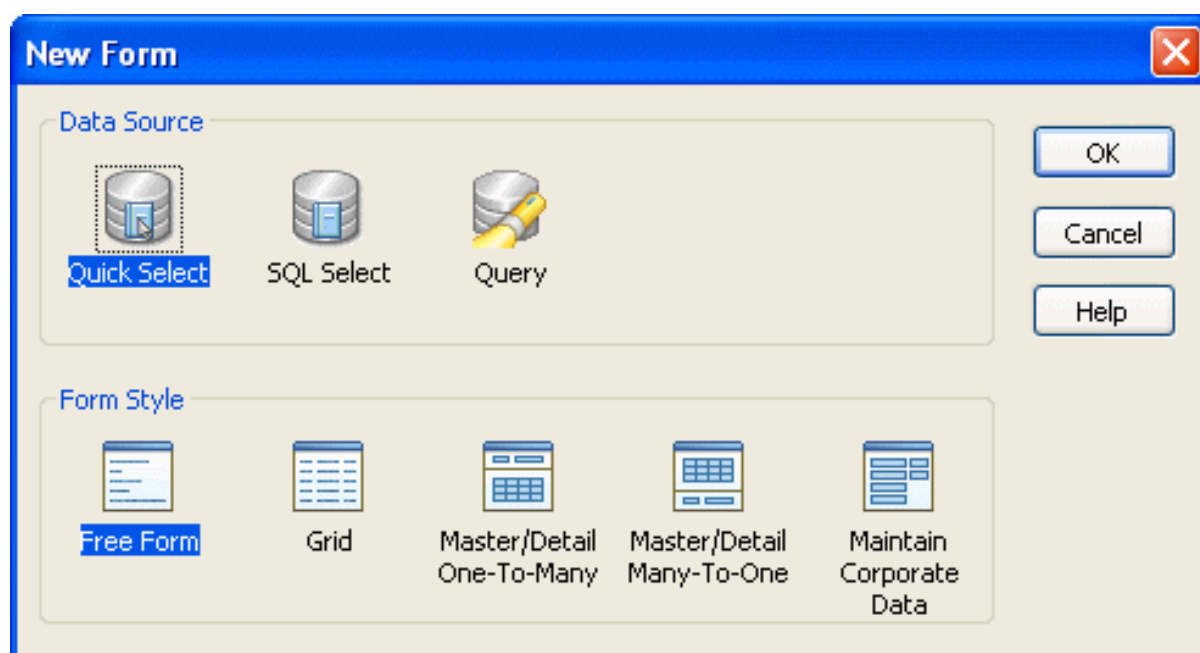 New Form
Data Source
OK
Quick Select
SQL Select
Query
Cancel
Help
Form Style
Free Form
Grid
Master/Detail
One-To-Many
Master/Detail
Many-To-One
Maintain
Corporate
Data